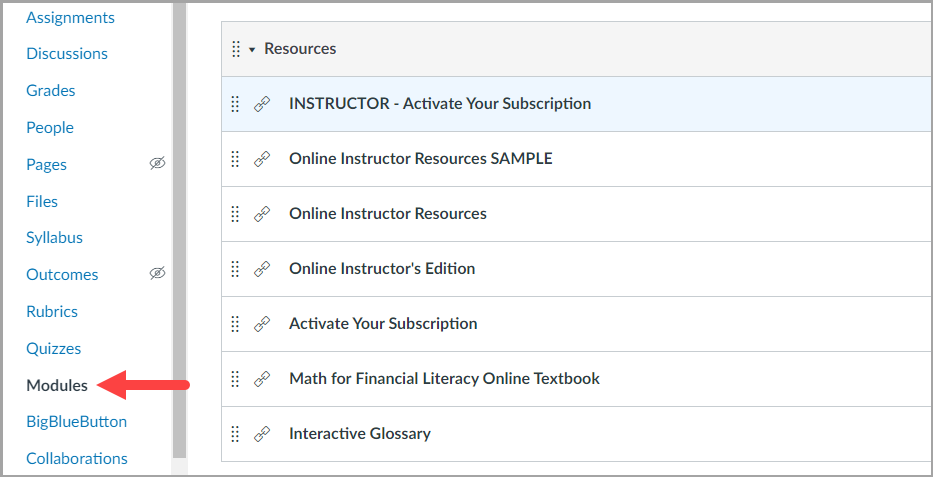 Assignments
Discussions
Grades
People
Pages
Files
Syllabus
Outcomes
Rubrics
Quizzes
Modules
BigBlueButton
Collaborations
Resources
INSTRUCTOR - Activate Your Subscription
Online Instructor Resources SAMPLE
Online Instructor Resources
Online Instructor's Edition
Activate Your Subscription
Math for Financial Literacy Online Textbook
Interactive Glossary